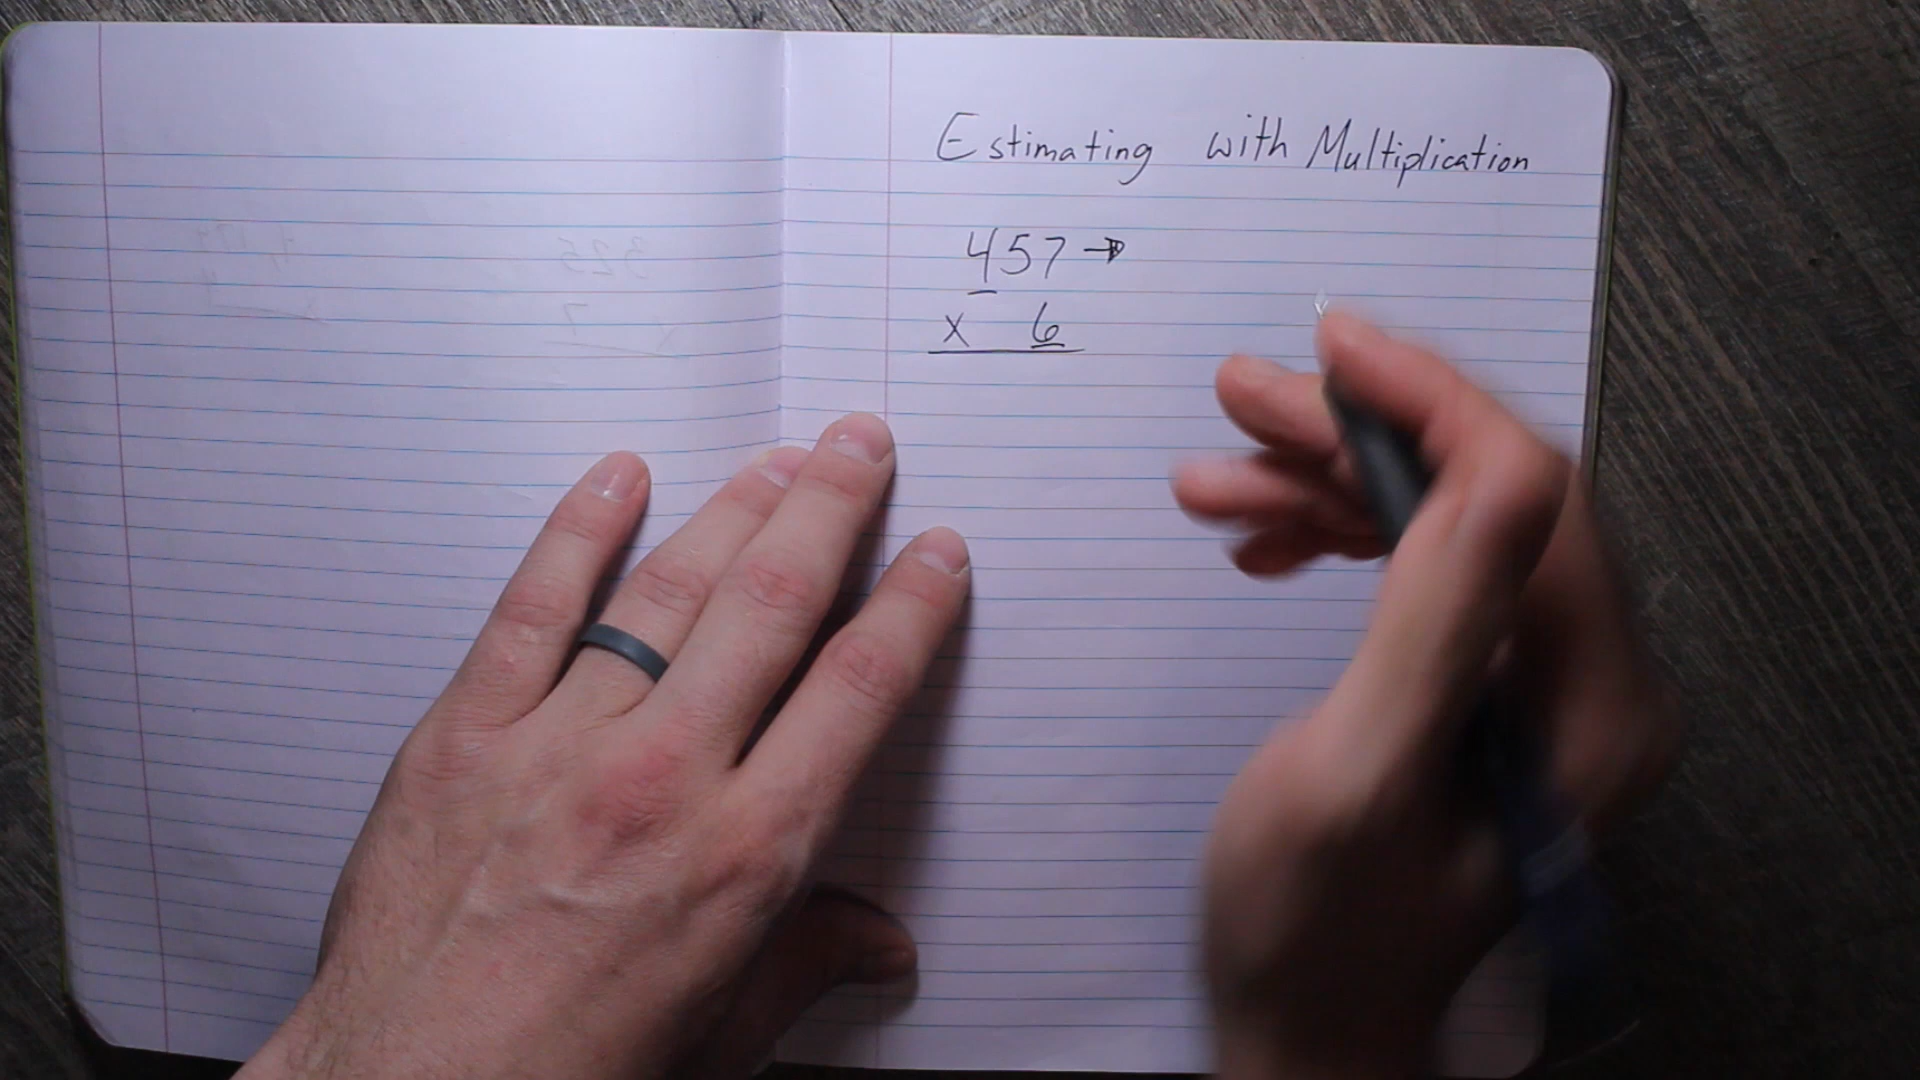 Estimating with Multiplication
457 →
x 6